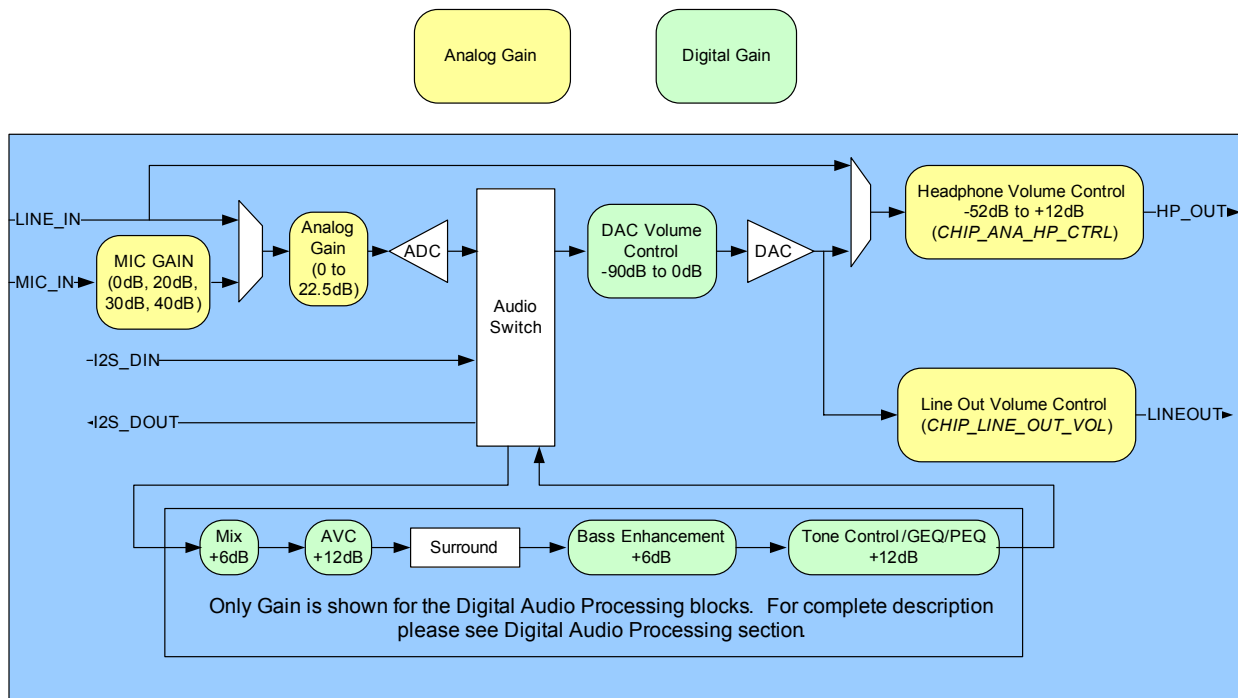 Analog Gain
Digital Gain
LINE_IN
MIC_IN
MIC GAIN
(0dB, 20dB,
30dB, 40dB)
Analog
Gain
(0 to
22.5dB)
ADC
Audio
Switch
DAC Volume
Control
-90dB to 0dB
DAC
Headphone Volume Control
-52dB to +12dB
(CHIP_ANA_HP_CTRL)
HP_OUT
I2S_DIN
I2S_DOUT
Line Out Volume Control
(CHIP_LINE_OUT_VOL)
LINEOUT
Mix
+6dB
AVC
+12dB
Surround
Bass Enhancement
+6dB
Tone Control/GEQ/PEQ
+12dB
Only Gain is shown for the Digital Audio Processing blocks. For complete description
please see Digital Audio Processing section.